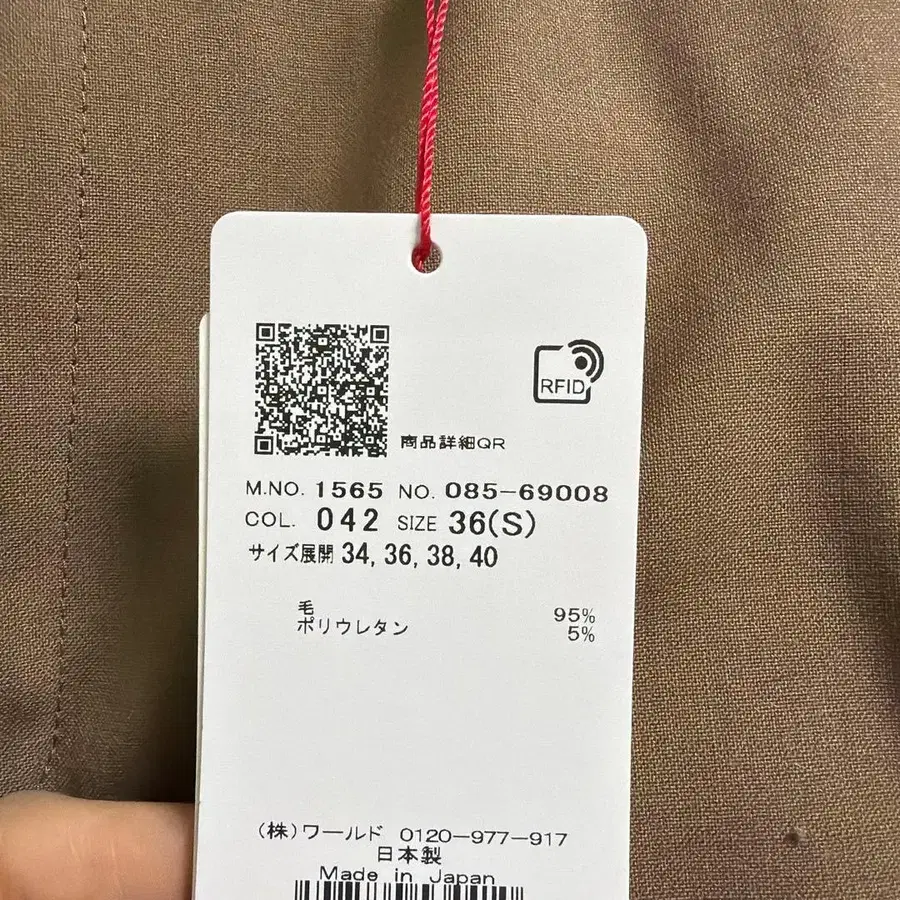 RFID
商品詳細QR
M.NO. 1565 NO. 085-69008
COL. 042 SIZE 36(S)
サイズ展開 34, 36, 38, 40
毛 95%
ポリウレタン 5%
(株)ワールド 0120-977-917
日本製
Made in Japan